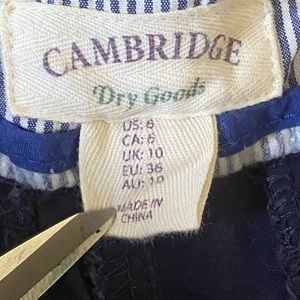 CAMBRIDGE
Dry Goods
US: 6
CA: 6
UK: 10
EU: 36
AU: 10
MADE IN
CHINA